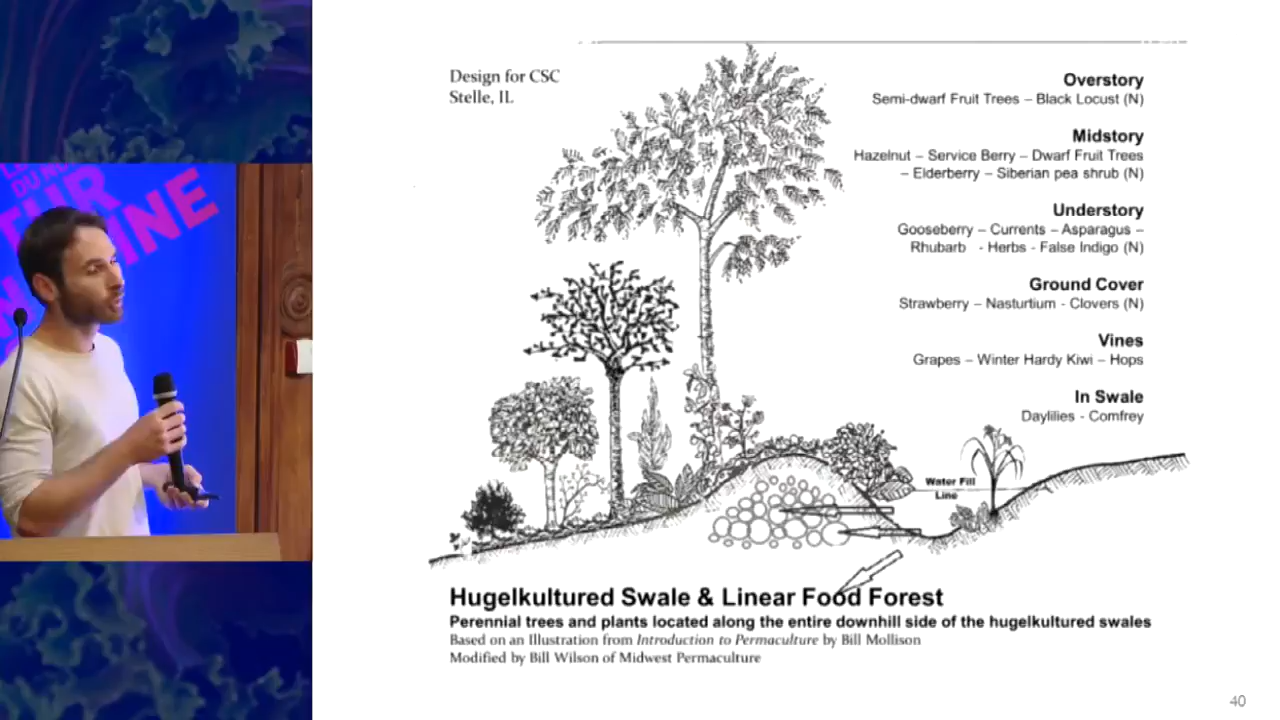 Design for CSC
Stelle, IL
Overstory
Semi-dwarf Fruit Trees – Black Locust (N)
Midstory
Hazelnut – Service Berry – Dwarf Fruit Trees
– Elderberry – Siberian pea shrub (N)
Understory
Gooseberry – Currents – Asparagus –
Rhubarb - Herbs - False Indigo (N)
Ground Cover
Strawberry – Nasturtium - Clovers (N)
Vines
Grapes – Winter Hardy Kiwi – Hops
In Swale
Daylilies - Comfrey
Water Fill
Line
Hugelkultured Swale & Linear Food Forest
Perennial trees and plants located along the entire downhill side of the hugelkultured swales
Based on an Illustration from Introduction to Permaculture by Bill Mollison
Modified by Bill Wilson of Midwest Permaculture
40